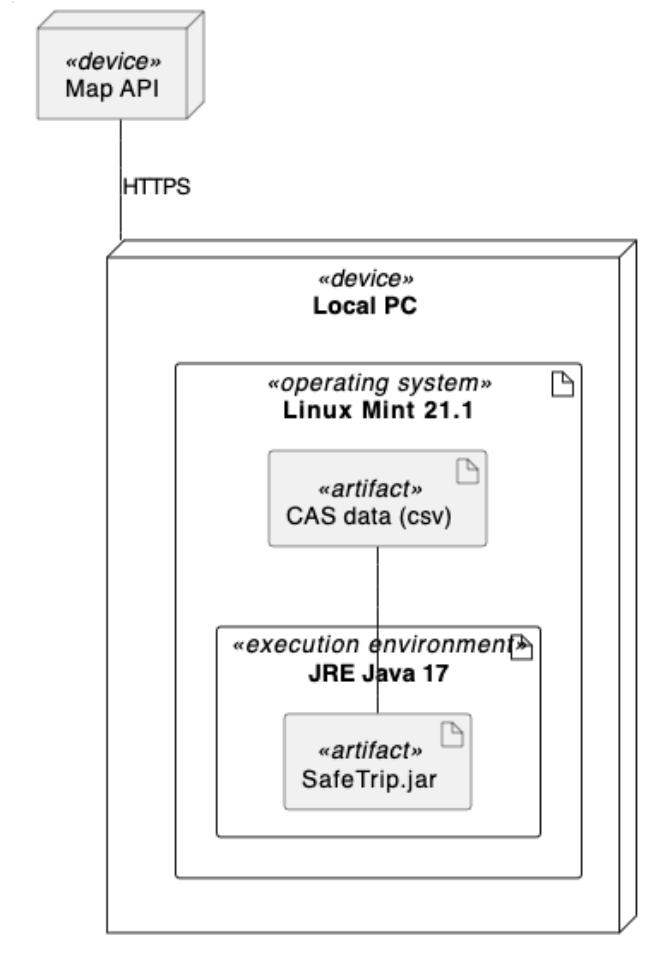 «device»
Map API
HTTPS
«device»
Local PC
«operating system»
Linux Mint 21.1
«artifact»
CAS data (csv)
«execution environment»
JRE Java 17
«artifact»
SafeTrip.jar